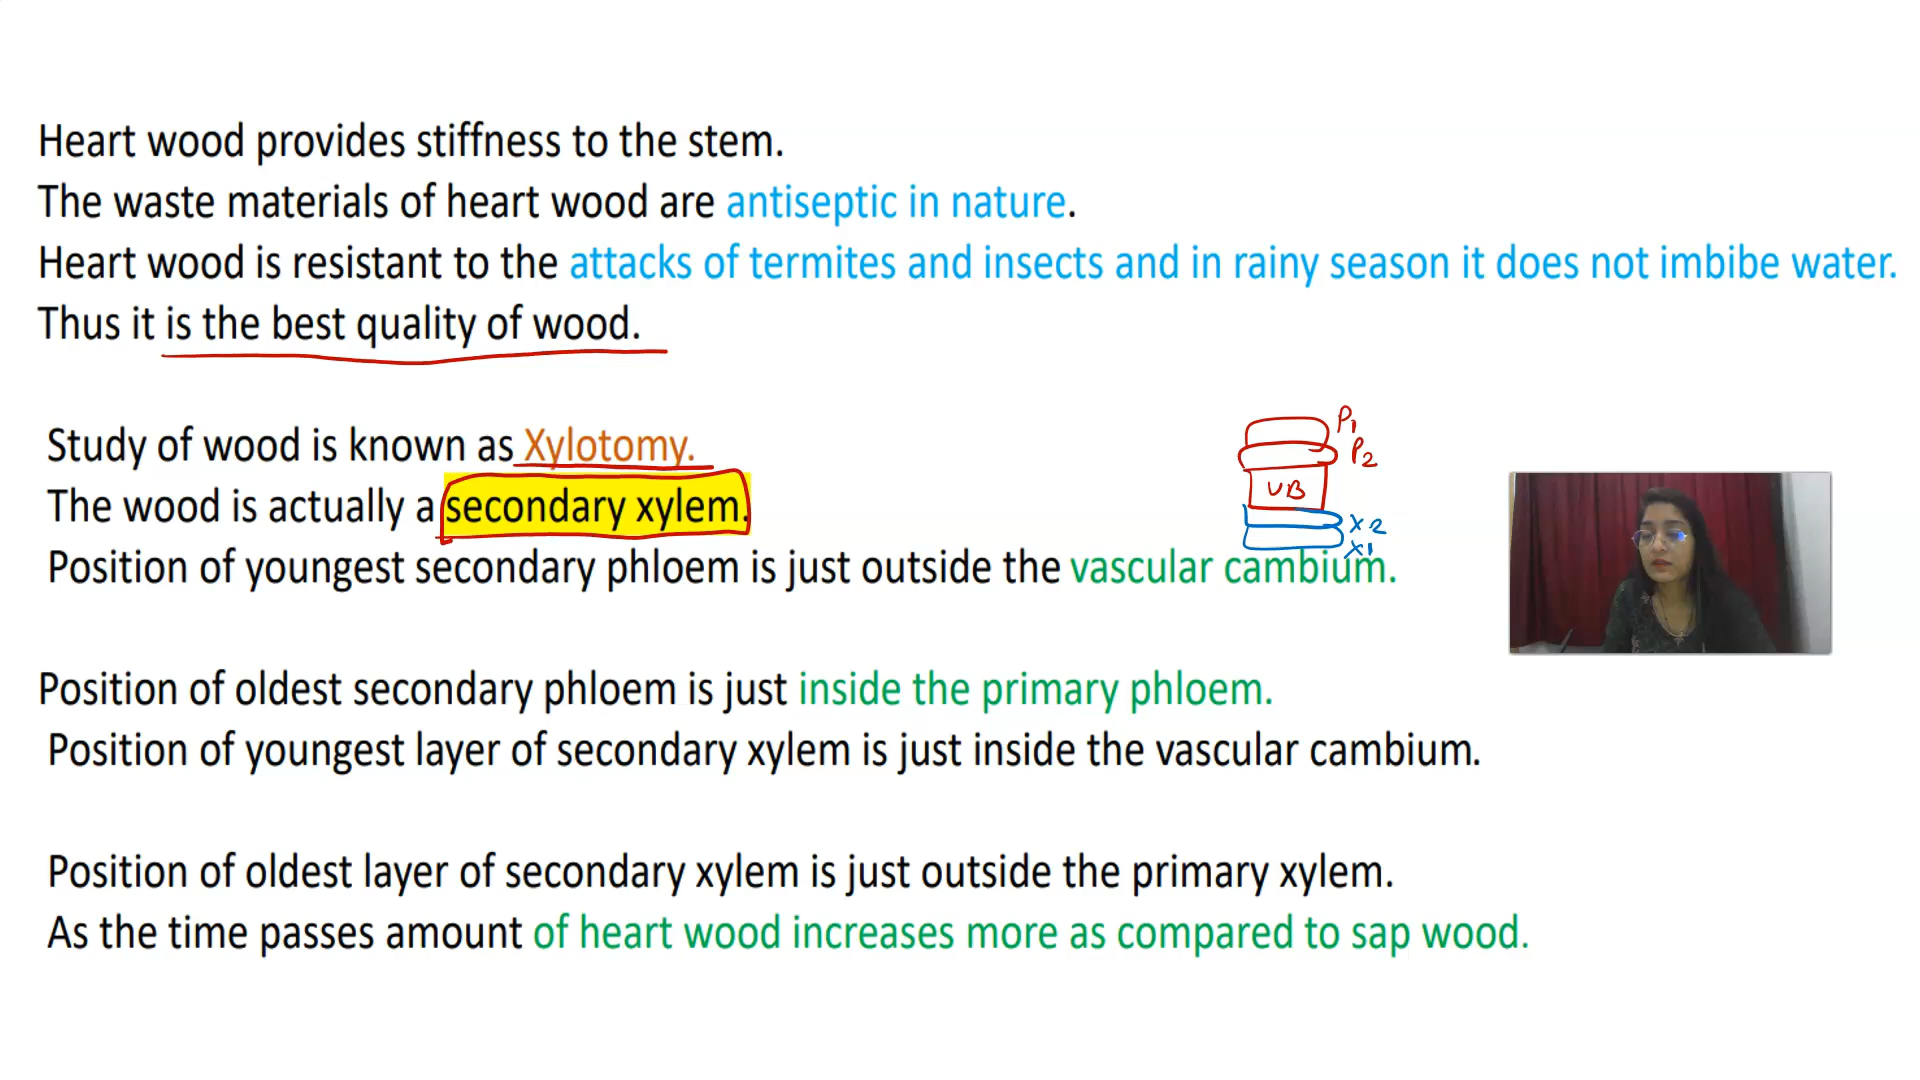 Heart wood provides stiffness to the stem.
The waste materials of heart wood are antiseptic in nature.
Heart wood is resistant to the attacks of termites and insects and in rainy season it does not imbibe water.
Thus it is the best quality of wood.
Study of wood is known as Xylotomy.
The wood is actually a secondary xylem.
Position of youngest secondary phloem is just outside the vascular cambium.
P1
P2
VB
X2
X1
Position of oldest secondary phloem is just inside the primary phloem.
Position of youngest layer of secondary xylem is just inside the vascular cambium.
Position of oldest layer of secondary xylem is just outside the primary xylem.
As the time passes amount of heart wood increases more as compared to sap wood.